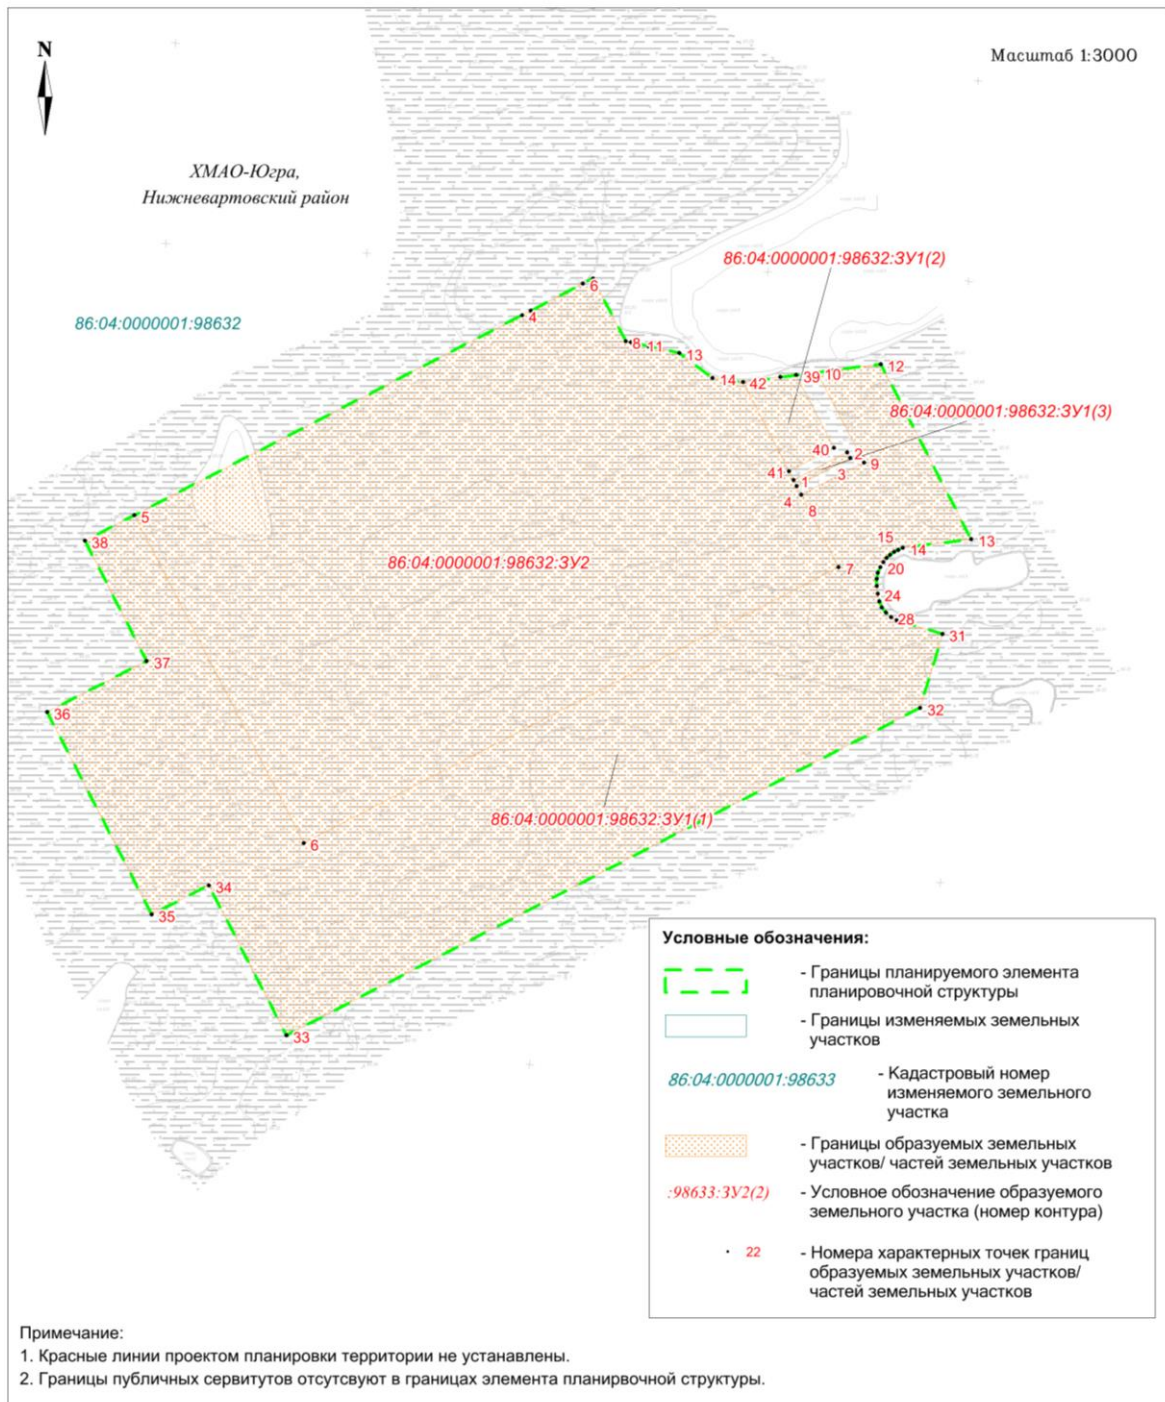 N
Масштаб 1:3000
ХМАО-Югра,
Нижневартовский район
86:04:0000001:98632:ЗУ1(2)
86:04:0000001:98632
6
4
8
11
13
14
42
39
10
12
86:04:0000001:98632:ЗУ1(3)
40
2
9
3
41
1
4
8
5
38
86:04:0000001:98632:ЗУ2
15
14
13
7
20
24
28
31
37
36
32
86:04:0000001:98632:ЗУ1(1)
6
34
35
33
Условные обозначения:
- Границы планируемого элемента
планировочной структуры
- Границы изменяемых земельных
участков
86:04:0000001:98633
- Кадастровый номер
изменяемого земельного
участка
- Границы образуемых земельных
участков/ частей земельных участков
:98633:ЗУ2(2)
- Условное обозначение образуемого
земельного участка (номер контура)
22
- Номера характерных точек границ
образуемых земельных участков/
частей земельных участков
Примечание:
1. Красные линии проектом планировки территории не установлены.
2. Границы публичных сервитутов отсутсвуют в границах элемента планирвочной структуры.